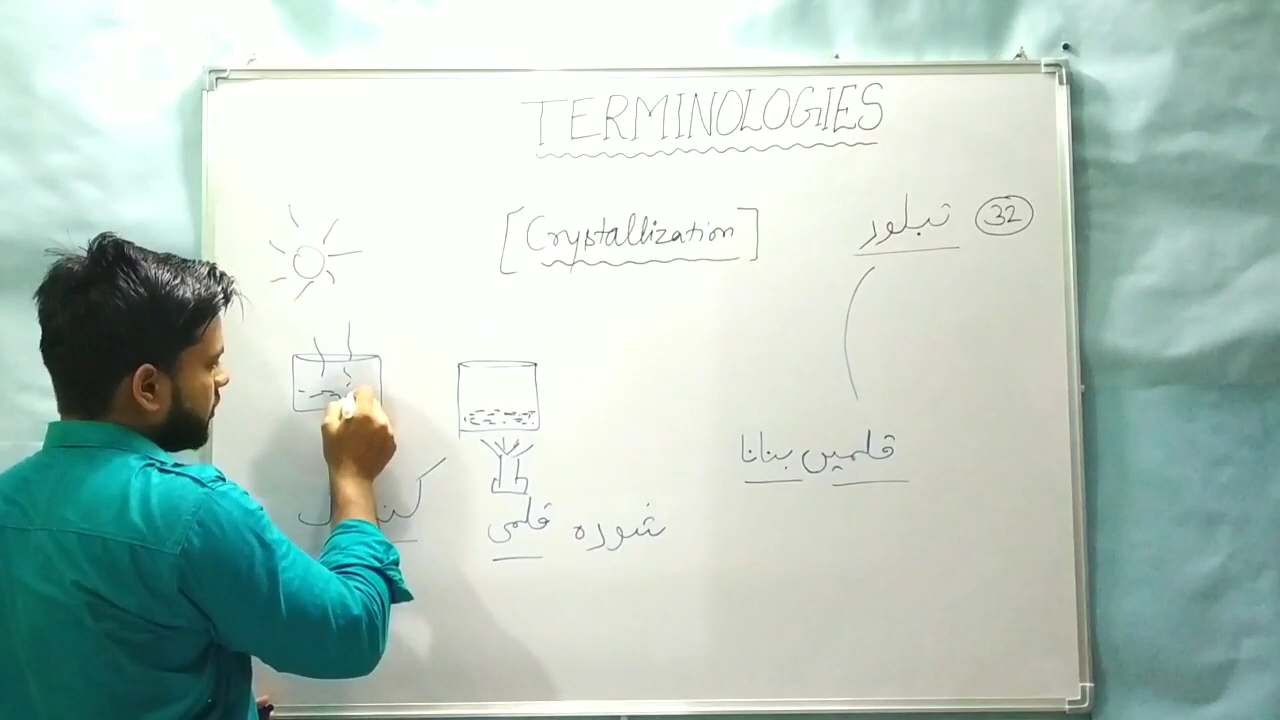 TERMINOLOGIES
32 تبلور [Crystallization]
قلمیں بنانا
شورہ قلمی